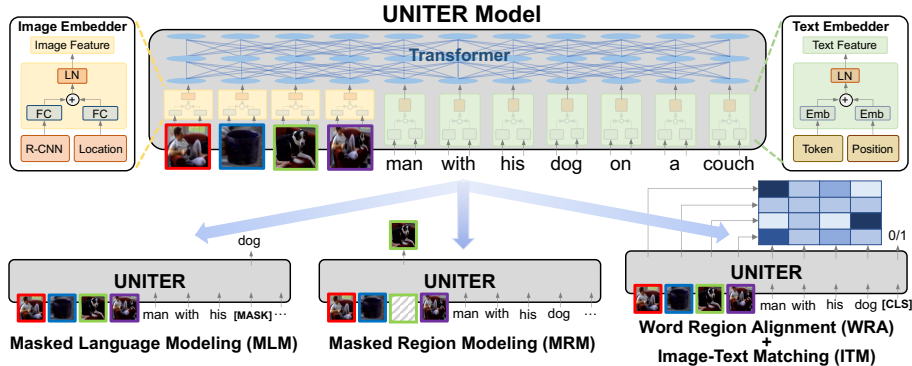 UNITER Model
Image Embedder
Image Feature
LN
+
FC
FC
R-CNN
Location
Transformer
man with his dog on a couch
Text Embedder
Text Feature
LN
+
Emb
Emb
Token
Position
dog
UNITER
man with his [MASK] ...
Masked Language Modeling (MLM)
UNITER
man with his dog ...
Masked Region Modeling (MRM)
0/1
UNITER
man with his dog [CLS]
Word Region Alignment (WRA)
+
Image-Text Matching (ITM)